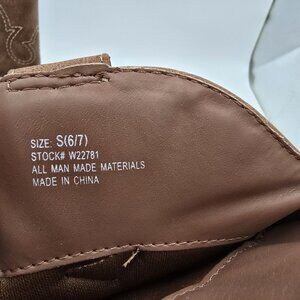 SIZE: S(6/7)
STOCK# W22781
ALL MAN MADE MATERIALS
MADE IN CHINA